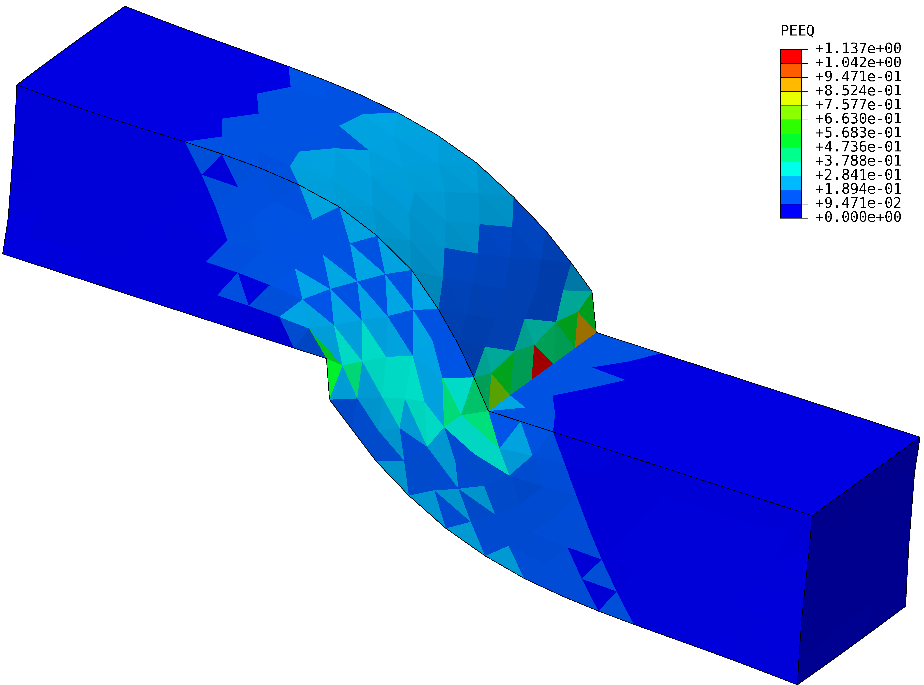 PEEQ
+1.137e+00
+1.042e+00
+9.471e-01
+8.524e-01
+7.577e-01
+6.630e-01
+5.683e-01
+4.736e-01
+3.788e-01
+2.841e-01
+1.894e-01
+9.471e-02
+0.000e+00